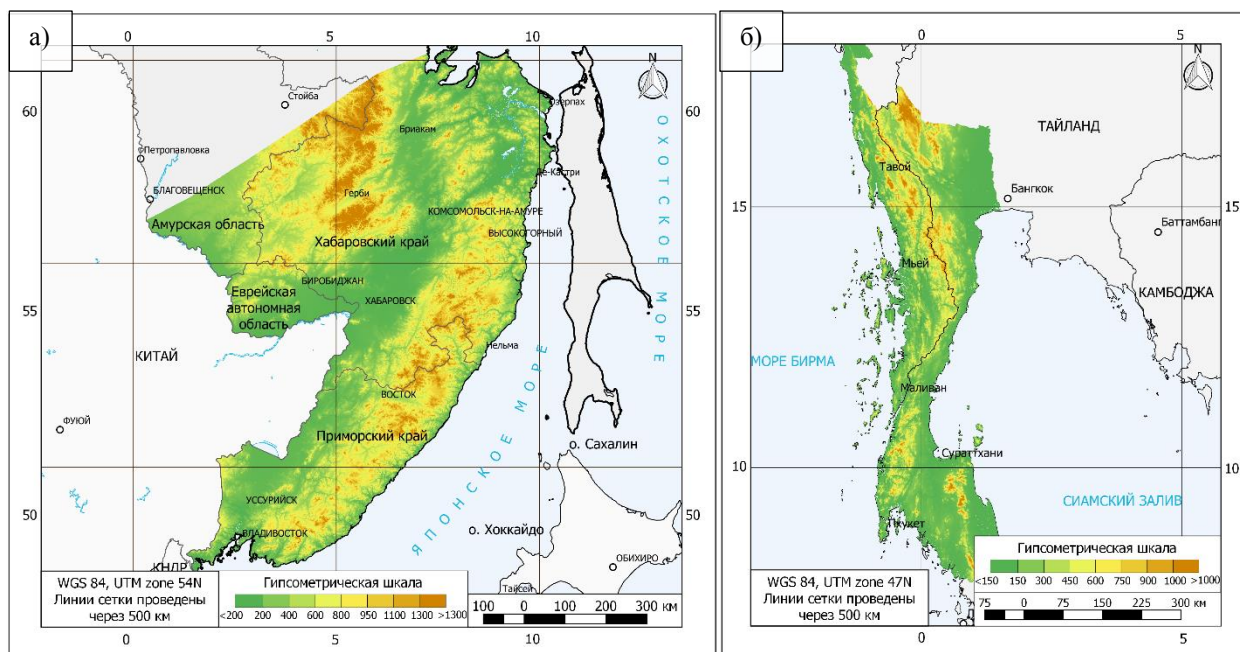 а)
Стойба
Петропавловка
БЛАГОВЕЩЕНСК
Амурская область
Бриакан
Герби
Озерпах
Де-Кастри
КОМСОМОЛЬСК-НА-АМУРЕ
ВЫСОКОГОРНЫЙ
Хабаровский край
БИРОБИДЖАН
ХАБАРОВСК
Еврейская
автономная
область
КИТАЙ
Нельма
ФУЮЙ
ВОСТОК
Приморский край
УССУРИЙСК
ВЛАДИВОСТОК
КНДР
ЯПОНСКОЕ МОРЕ
ОХОТСКОЕ МОРЕ
о. Сахалин
о. Хоккайдо
ОБИХИРО
Тайсей
N
60
55
50
60
55
50
0
5
10
0
5
10
WGS 84, UTM zone 54N
Линии сетки проведены
через 500 км
Гипсометрическая шкала
<200 200 400 600 800 950 1100 1300 >1300
100 0 100 200 300 км
б)
N
ТАЙЛАНД
Тавой
Бангкок
Баттамбанг
Мьей
КАМБОДЖА
МОРЕ БИРМА
Маливан
Сураттхани
СИАМСКИЙ ЗАЛИВ
Пхукет
15
10
15
10
0
5
0
5
WGS 84, UTM zone 47N
Линии сетки проведены
через 500 км
Гипсометрическая шкала
<150 150 300 450 600 750 900 1000 >1000
75 0 75 150 225 300 км